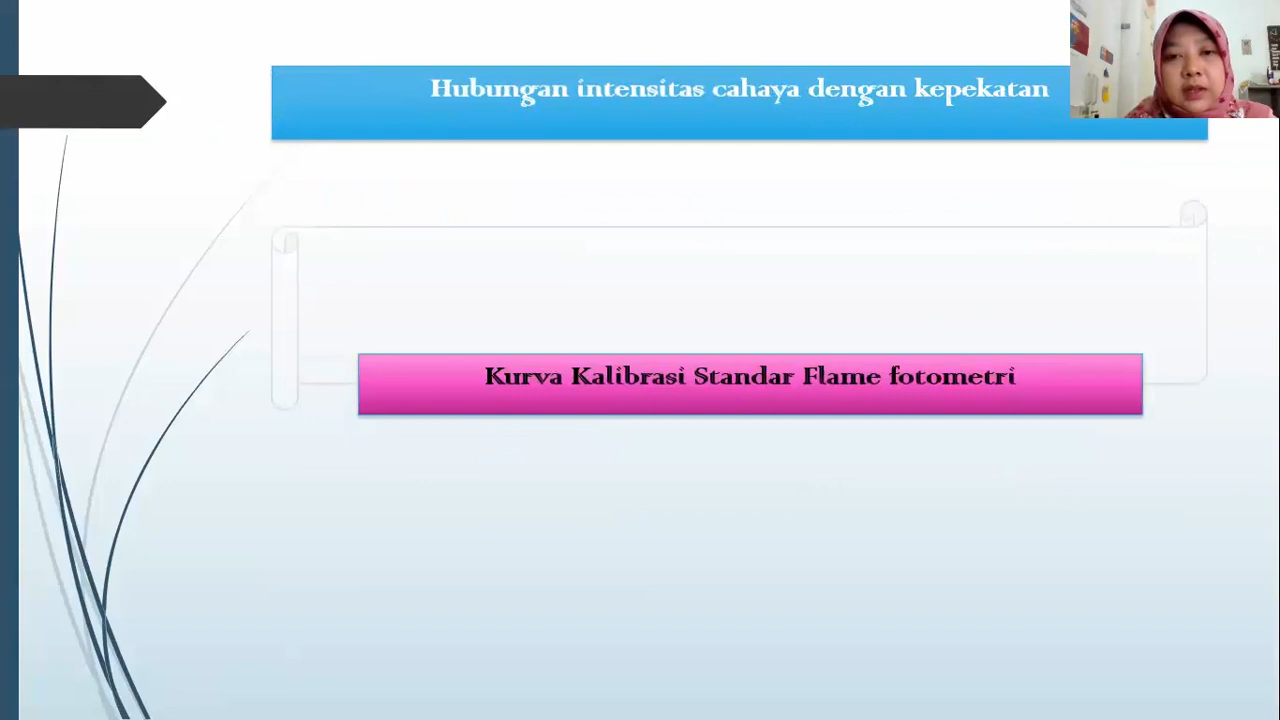 Hubungan intensitas cahaya dengan kepekatan
Kurva Kalibrasi Standar Flame fotometri